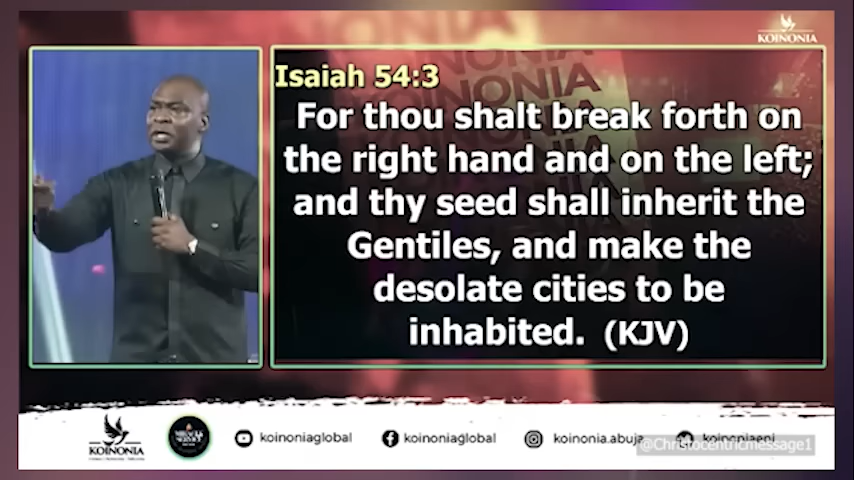 KOINONIA
Isaiah 54:3
For thou shalt break forth on
the right hand and on the left;
and thy seed shall inherit the
Gentiles, and make the
desolate cities to be
inhabited. (KJV)
KOINONIA
MIRACLE
SERVICE
koinoniaglobal
koinoniaglobal
koinonia.abuja
@Christocentricmessage1